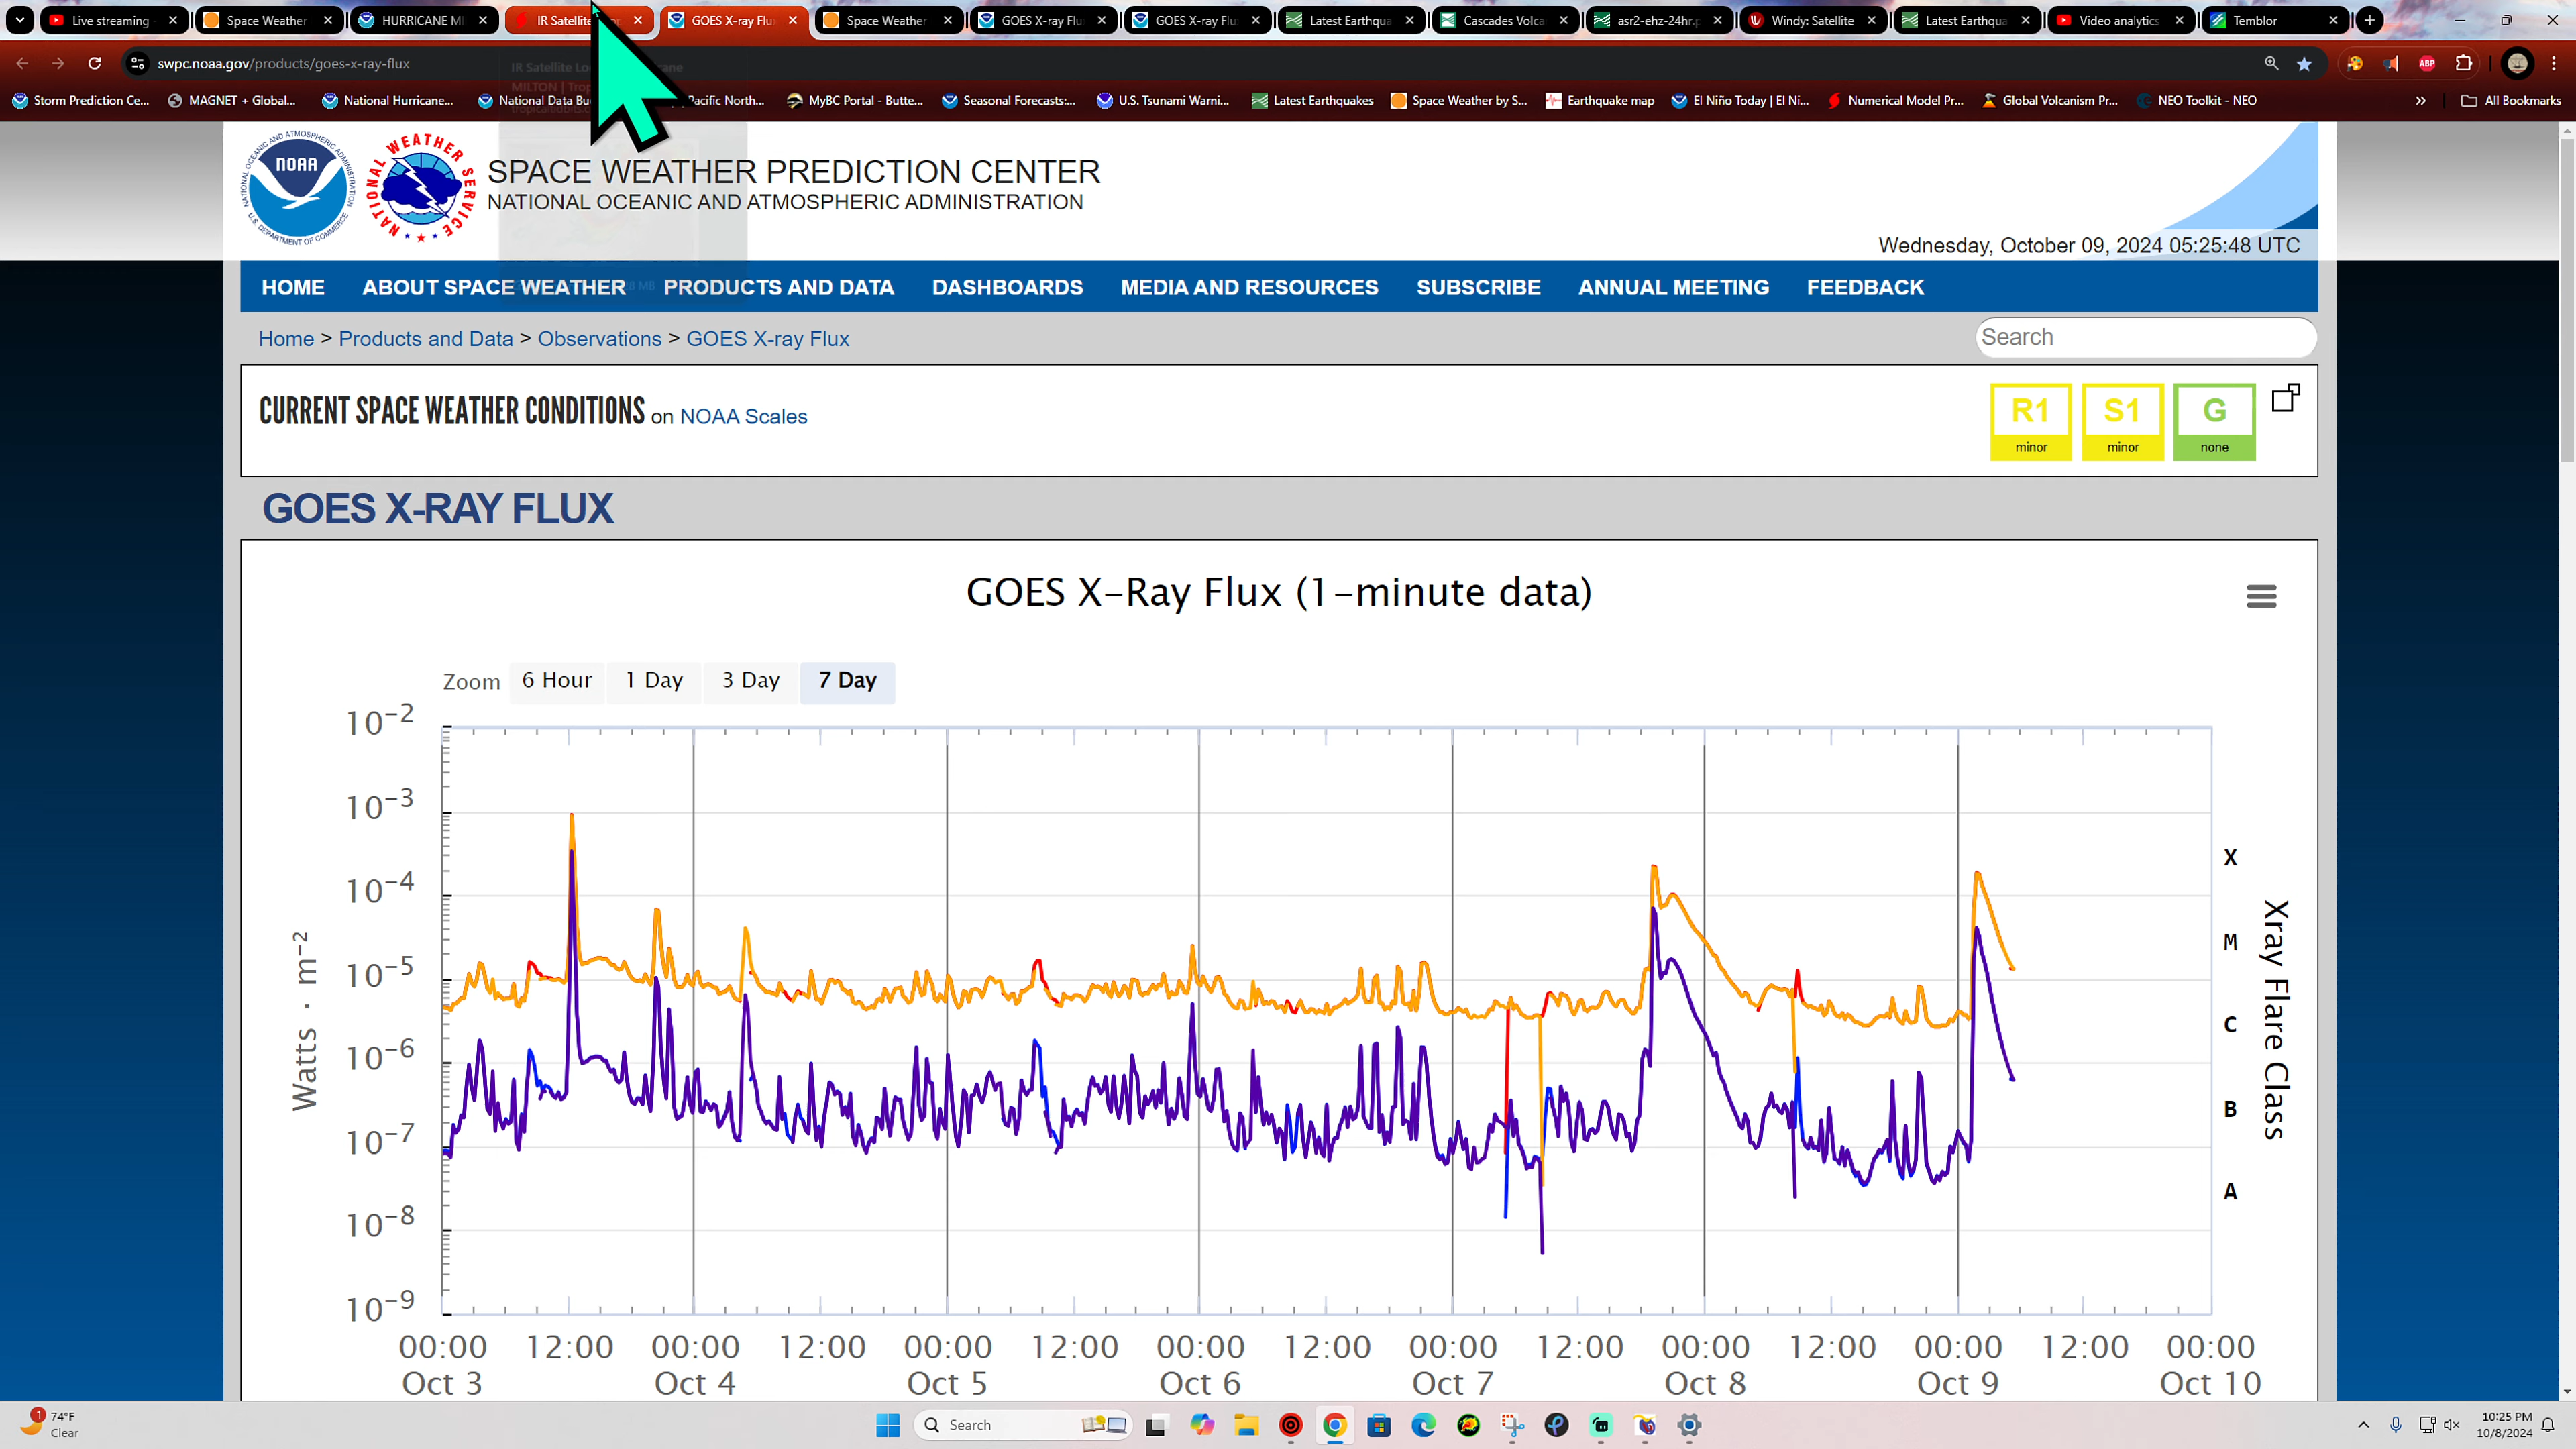 Live streaming
Space Weather
HURRICANE MI
IR Satellite
GOES X-ray Flu
Space Weather
GOES X-ray Flu
GOES X-ray Flu
Latest Earthqua
Cascades Volca
asr2-ehz-24hr.p
Windy: Satellite
Latest Earthqua
Video analytics
Temblor
swpc.noaa.gov/products/goes-x-ray-flux
ABP
Storm Prediction Ce...
MAGNET + Global...
National Hurricane...
National Data Bu
Pacific North...
MyBC Portal - Butte...
Seasonal Forecasts:...
U.S. Tsunami Warni...
Latest Earthquakes
Space Weather by S...
Earthquake map
El Niño Today | El Ni...
Numerical Model Pr...
Global Volcanism Pr...
NEO Toolkit - NEO
All Bookmarks
NATIONAL OCEANIC AND ATMOSPHERIC ADMINISTRATION
NOAA
U.S. DEPARTMENT OF COMMERCE
NATIONAL WEATHER SERVICE
SPACE WEATHER PREDICTION CENTER
NATIONAL OCEANIC AND ATMOSPHERIC ADMINISTRATION
Wednesday, October 09, 2024 05:25:48 UTC
HOME ABOUT SPACE WEATHER PRODUCTS AND DATA DASHBOARDS MEDIA AND RESOURCES SUBSCRIBE ANNUAL MEETING FEEDBACK
Home > Products and Data > Observations > GOES X-ray Flux
Search
CURRENT SPACE WEATHER CONDITIONS on NOAA Scales
R1 S1 G
minor minor none
GOES X-RAY FLUX
GOES X-Ray Flux (1-minute data)
Zoom 6 Hour 1 Day 3 Day 7 Day
10⁻²
10⁻³
10⁻⁴
10⁻⁵
10⁻⁶
10⁻⁷
10⁻⁸
10⁻⁹
Watts · m⁻²
X
M
C
B
A
Xray Flare Class
00:00 12:00 00:00 12:00 00:00 12:00 00:00 12:00 00:00 12:00 00:00 12:00 00:00 12:00 00:00
Oct 3 Oct 4 Oct 5 Oct 6 Oct 7 Oct 8 Oct 9 Oct 10
1
74°F
Clear
Search
10:25 PM
10/8/2024